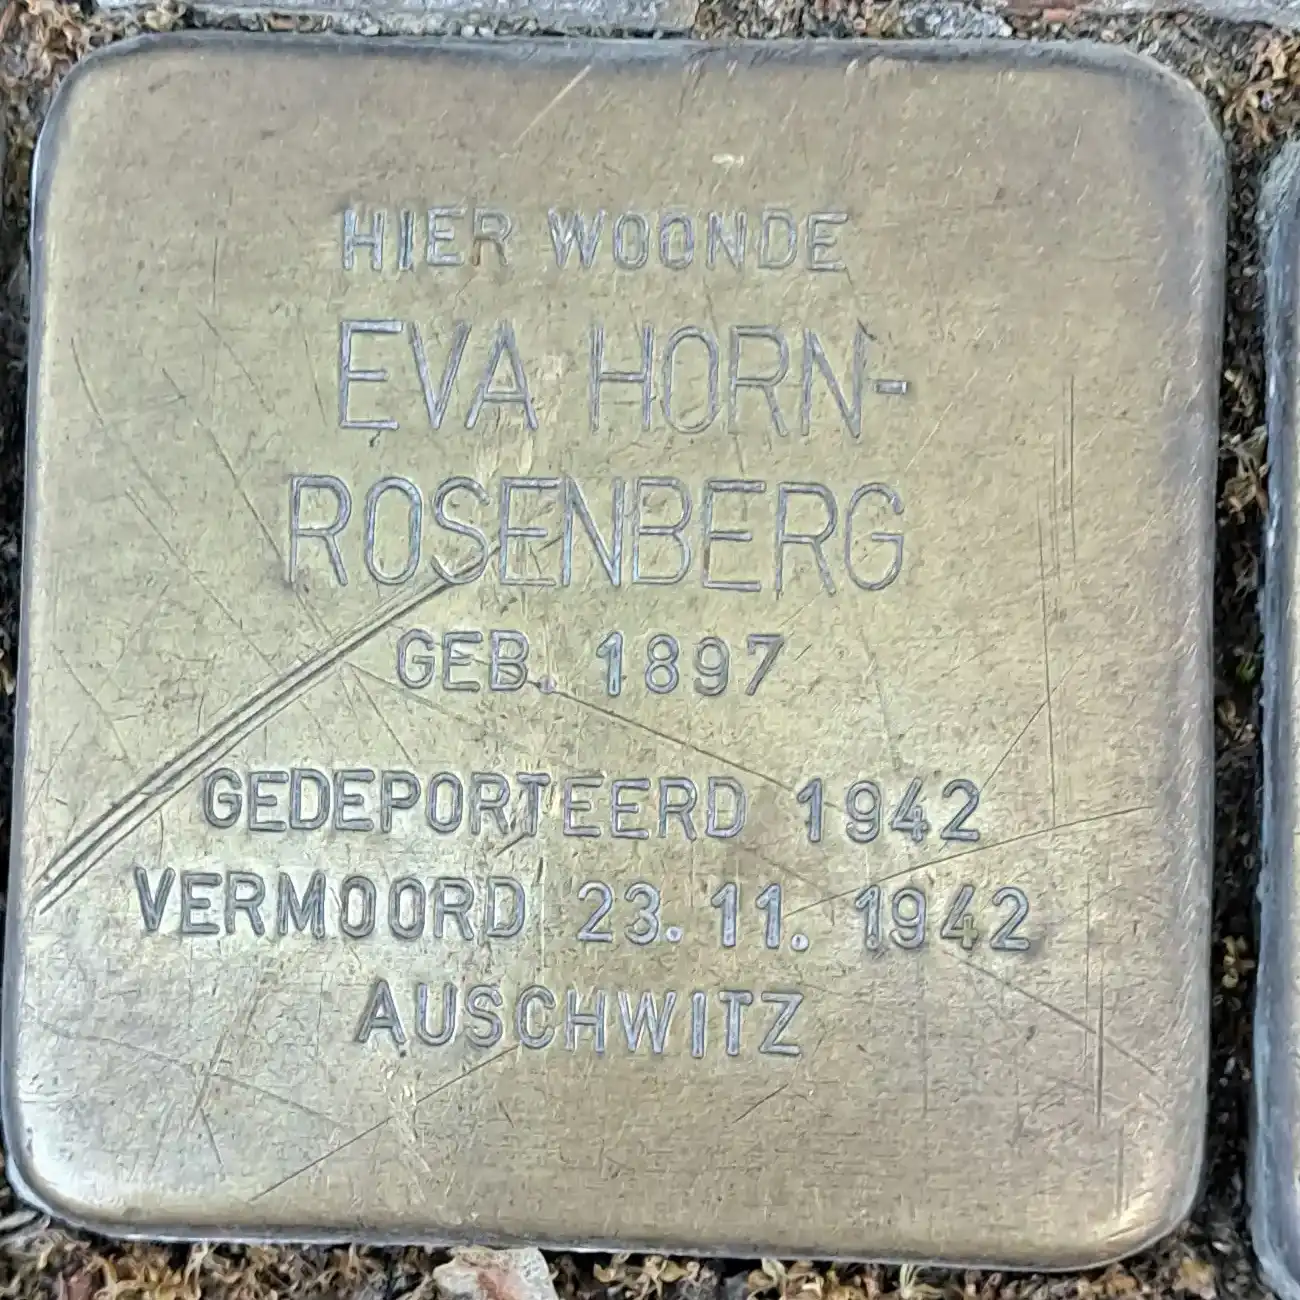 HIER WOONDE
EVA HORN-
ROSENBERG
GEB. 1897
GEDEPORTEERD 1942
VERMOORD 23.11.1942
AUSCHWITZ